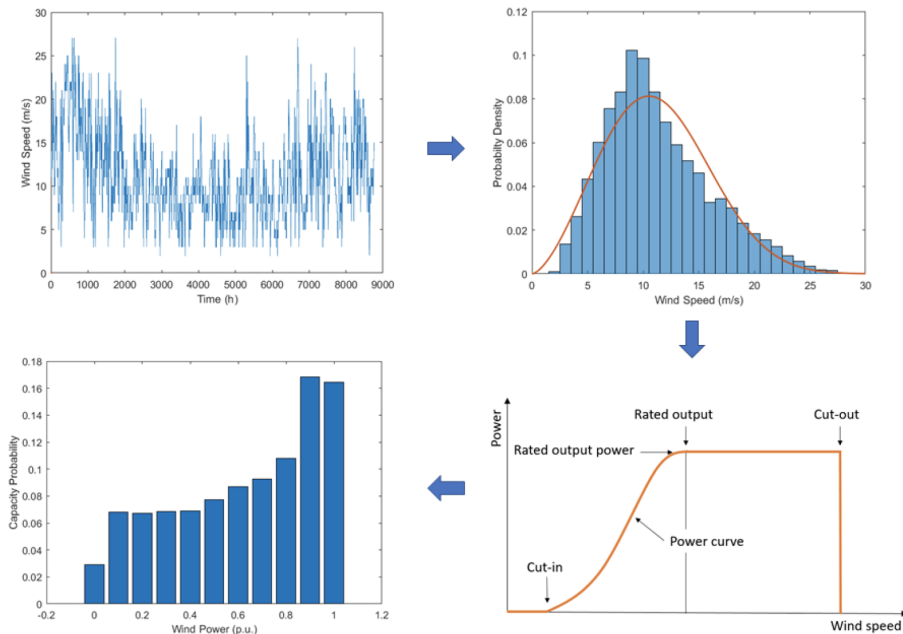 30
25
20
15
10
5
0
Wind Speed (m/s)
0 1000 2000 3000 4000 5000 6000 7000 8000 9000
Time (h)
0.12
0.1
0.08
0.06
0.04
0.02
0
Probabilty Density
0 5 10 15 20 25 30
Wind Speed (m/s)
0.18
0.16
0.14
0.12
0.1
0.08
0.06
0.04
0.02
0
Capacity Probability
-0.2 0 0.2 0.4 0.6 0.8 1 1.2
Wind Power (p.u.)
Power
Rated output
Cut-out
Rated output power
Power curve
Cut-in
Wind speed